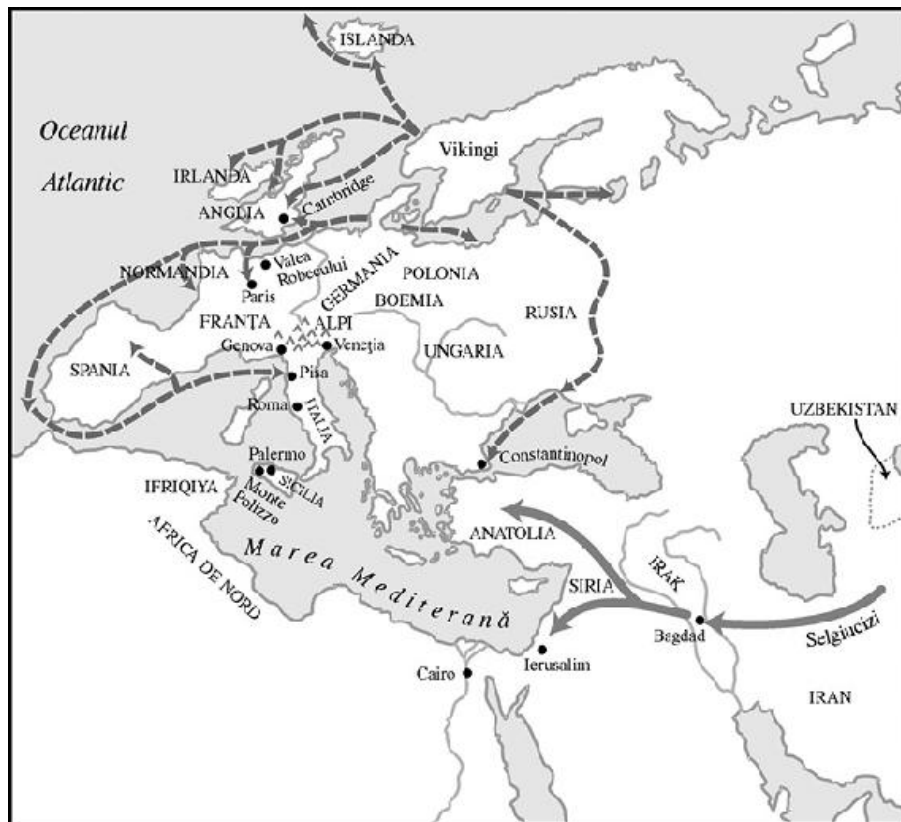 ISLANDA
Oceanul
Atlantic
Vikingi
IRLANDA
Cambridge
ANGLIA
NORMANDIA
Valea
Robecului
GERMANIA
POLONIA
Paris
BOEMIA
RUSIA
FRANȚA
ALPI
Genova
Veneția
UNGARIA
SPANIA
Pisa
Roma
ITALIA
UZBEKISTAN
Palermo
Constantinopol
IFRIQIYA
SICILIA
Monte
Polizzo
AFRICA DE NORD
Marea Mediterană
ANATOLIA
SIRIA
IRAK
Bagdad
Selgiucizi
Ierusalim
Cairo
IRAN